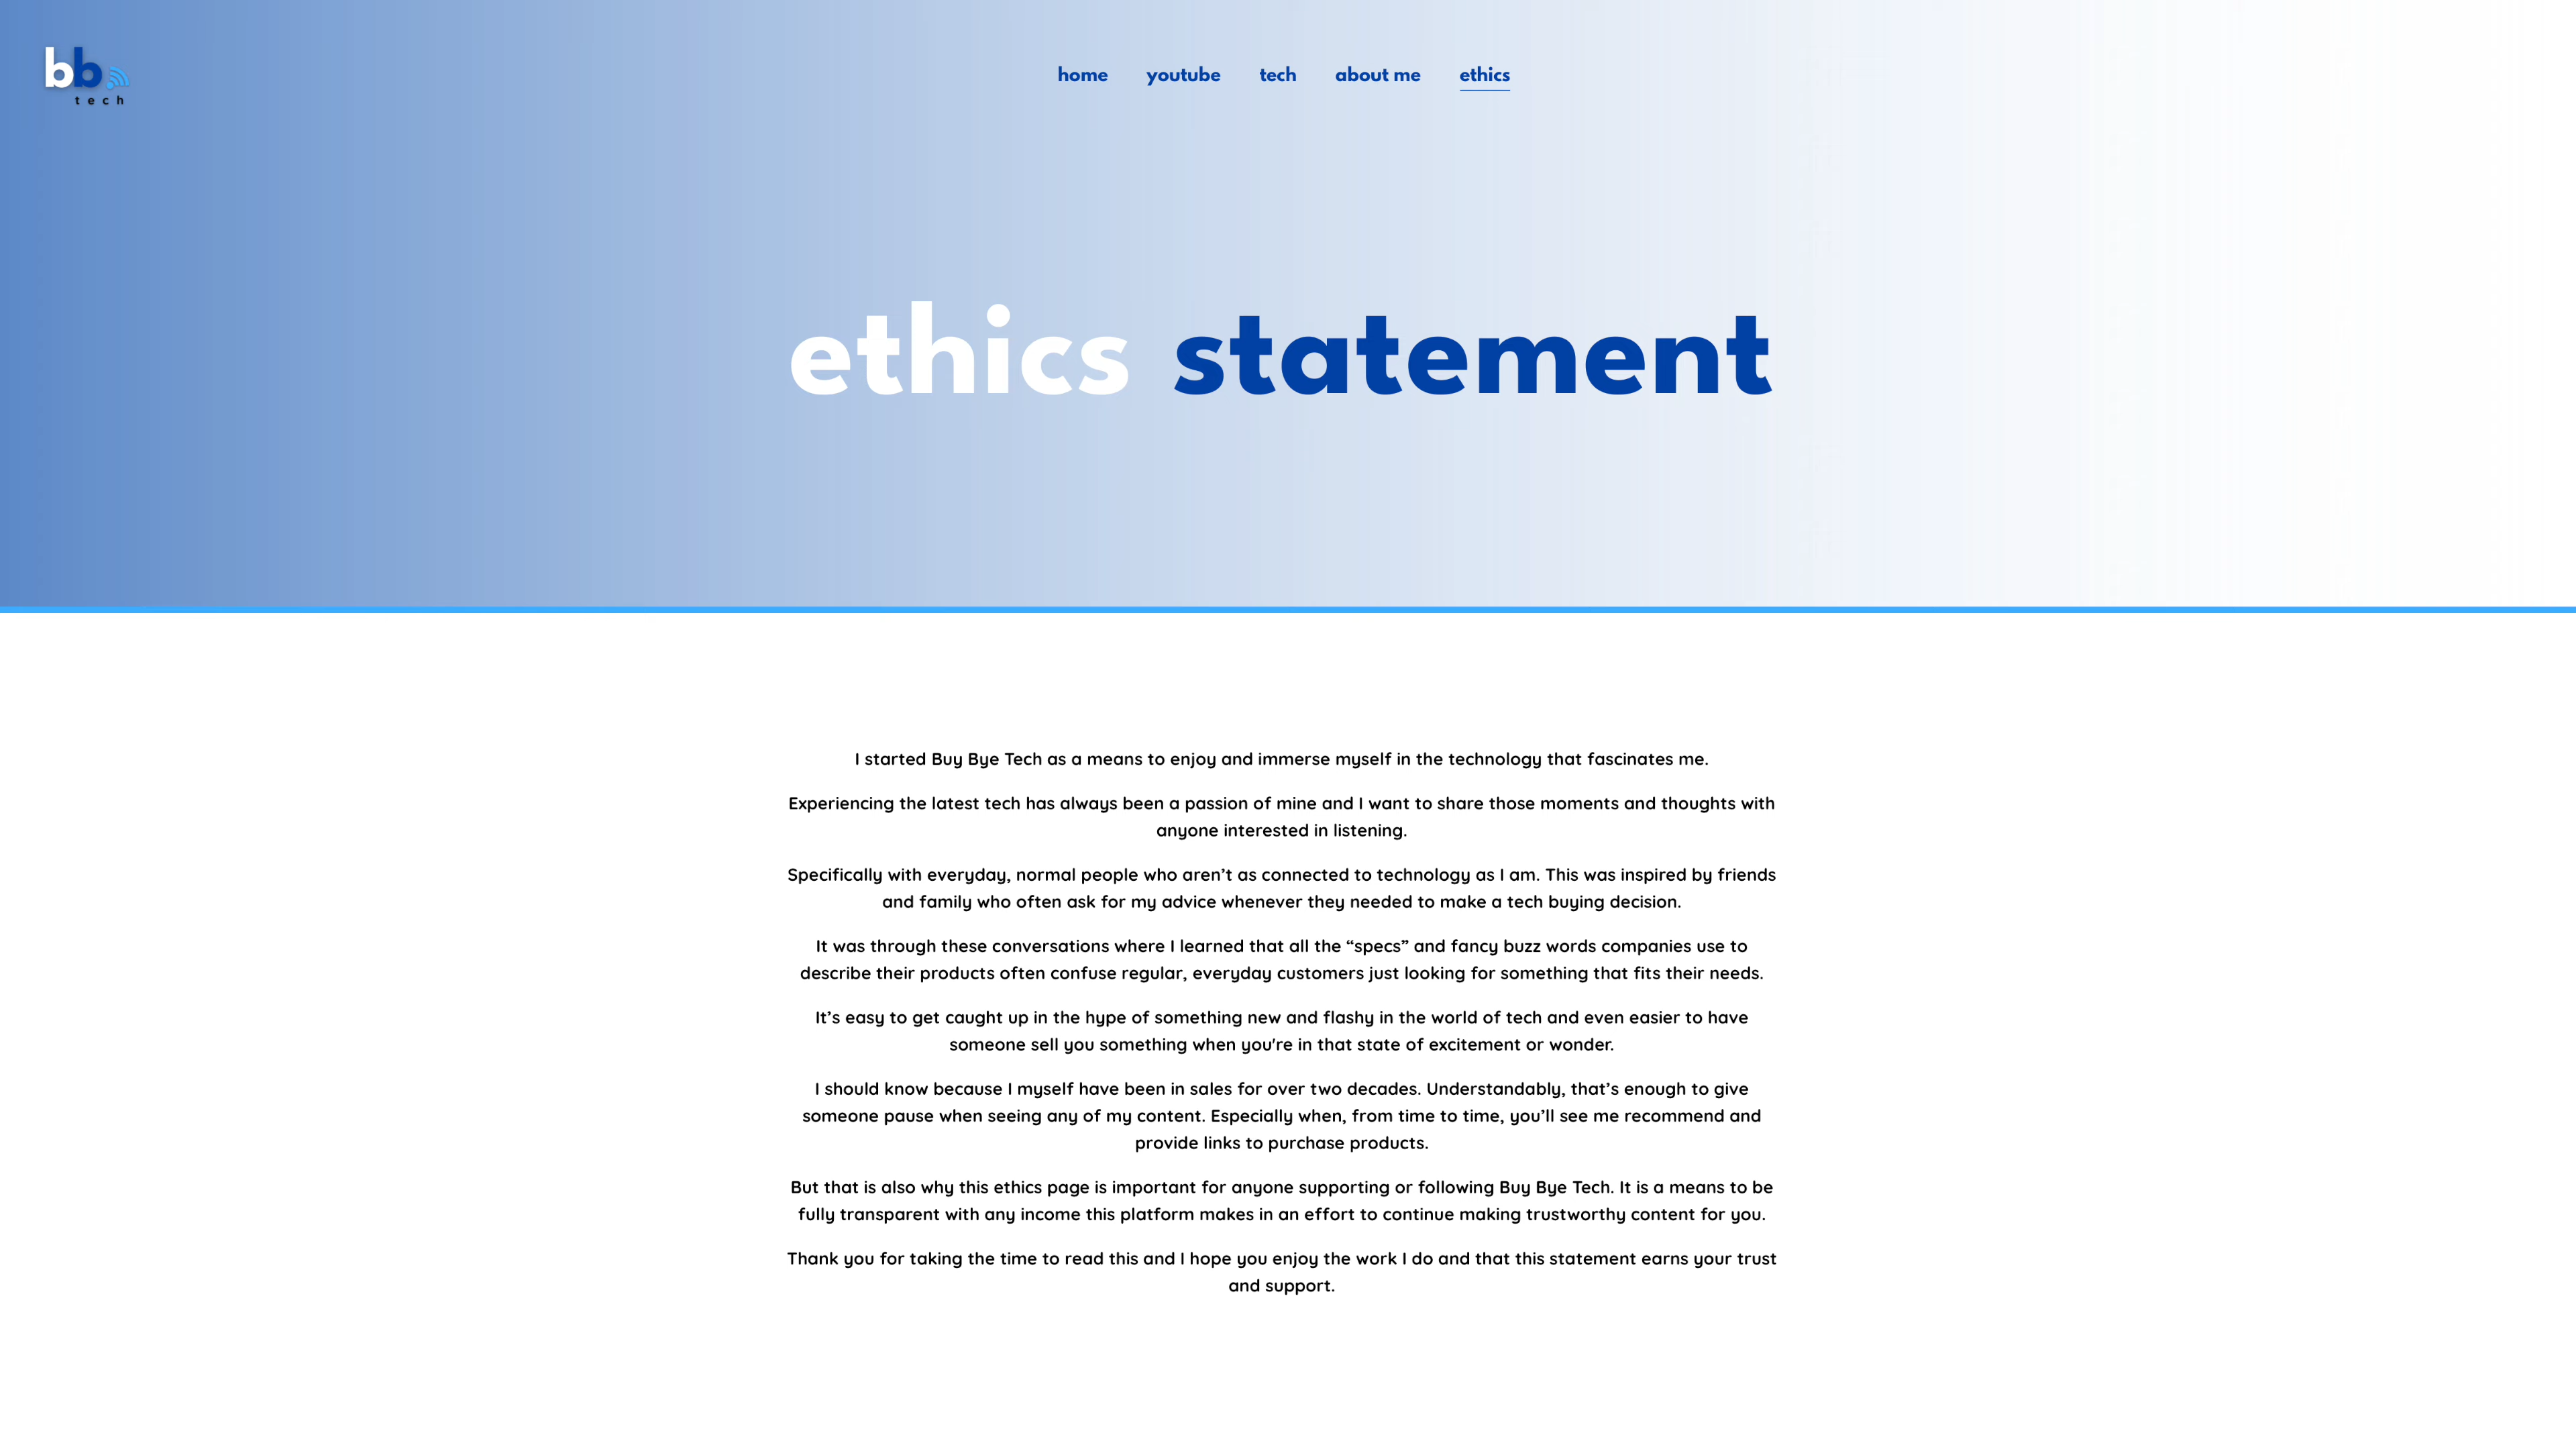 bb
tech
home youtube tech about me ethics
ethics statement
I started Buy Bye Tech as a means to enjoy and immerse myself in the technology that fascinates me.
Experiencing the latest tech has always been a passion of mine and I want to share those moments and thoughts with
anyone interested in listening.
Specifically with everyday, normal people who aren’t as connected to technology as I am. This was inspired by friends
and family who often ask for my advice whenever they needed to make a tech buying decision.
It was through these conversations where I learned that all the “specs” and fancy buzz words companies use to
describe their products often confuse regular, everyday customers just looking for something that fits their needs.
It’s easy to get caught up in the hype of something new and flashy in the world of tech and even easier to have
someone sell you something when you're in that state of excitement or wonder.
I should know because I myself have been in sales for over two decades. Understandably, that’s enough to give
someone pause when seeing any of my content. Especially when, from time to time, you’ll see me recommend and
provide links to purchase products.
But that is also why this ethics page is important for anyone supporting or following Buy Bye Tech. It is a means to be
fully transparent with any income this platform makes in an effort to continue making trustworthy content for you.
Thank you for taking the time to read this and I hope you enjoy the work I do and that this statement earns your trust
and support.